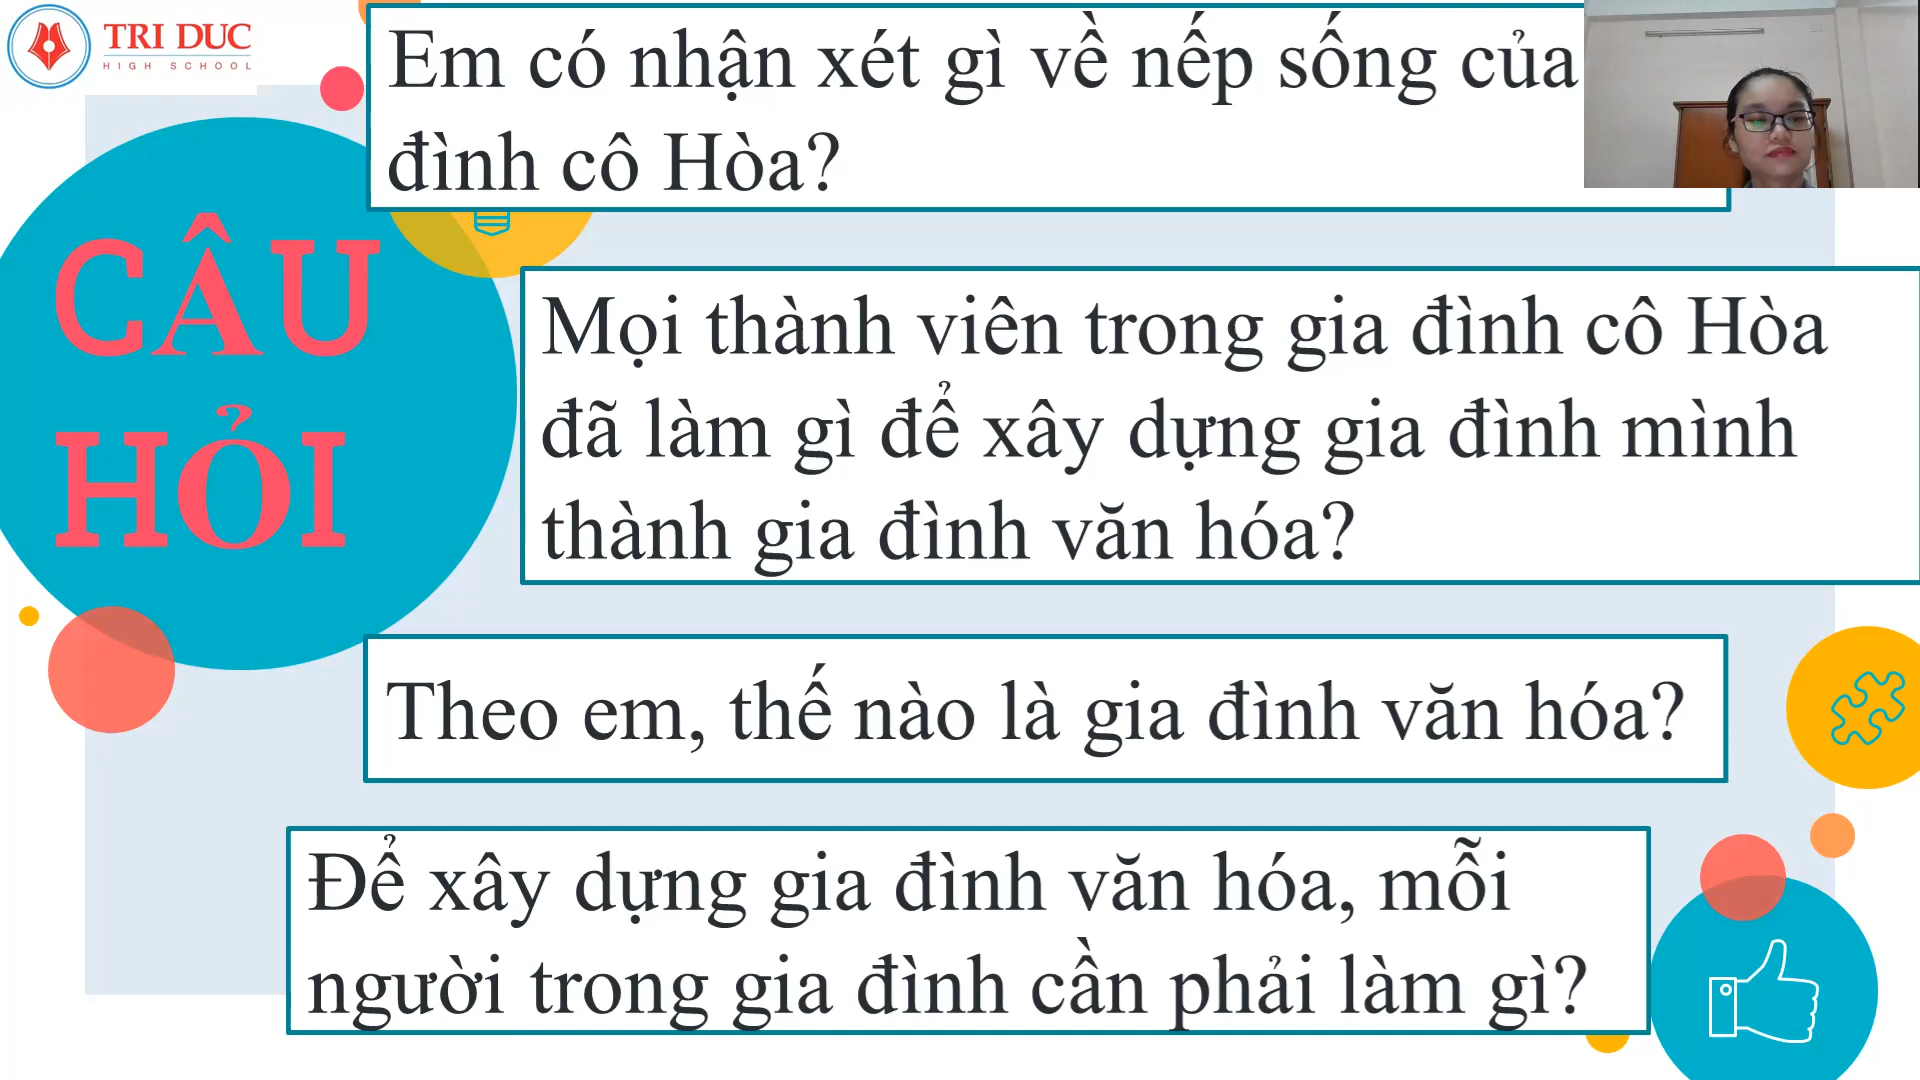 TRI DUC
HIGH SCHOOL
Em có nhận xét gì về nếp sống của
đình cô Hòa?
CÂU
HỎI
Mọi thành viên trong gia đình cô Hòa
đã làm gì để xây dựng gia đình mình
thành gia đình văn hóa?
Theo em, thế nào là gia đình văn hóa?
Để xây dựng gia đình văn hóa, mỗi
người trong gia đình cần phải làm gì?